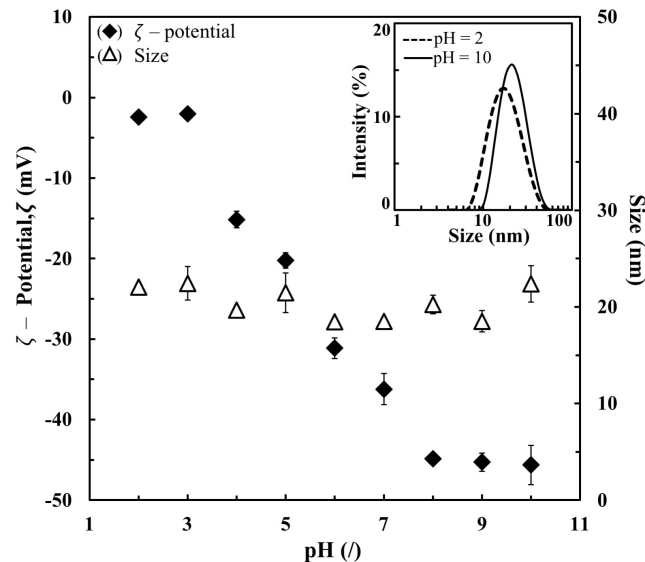 10
0
-10
-20
-30
-40
-50
ζ – Potential,ζ (mV)
(◆) ζ – potential
(△) Size
20
10
0
Intensity (%)
pH = 2
pH = 10
1 10 100
Size (nm)
50
40
30
20
10
0
Size (nm)
1 3 5 7 9 11
pH (/)